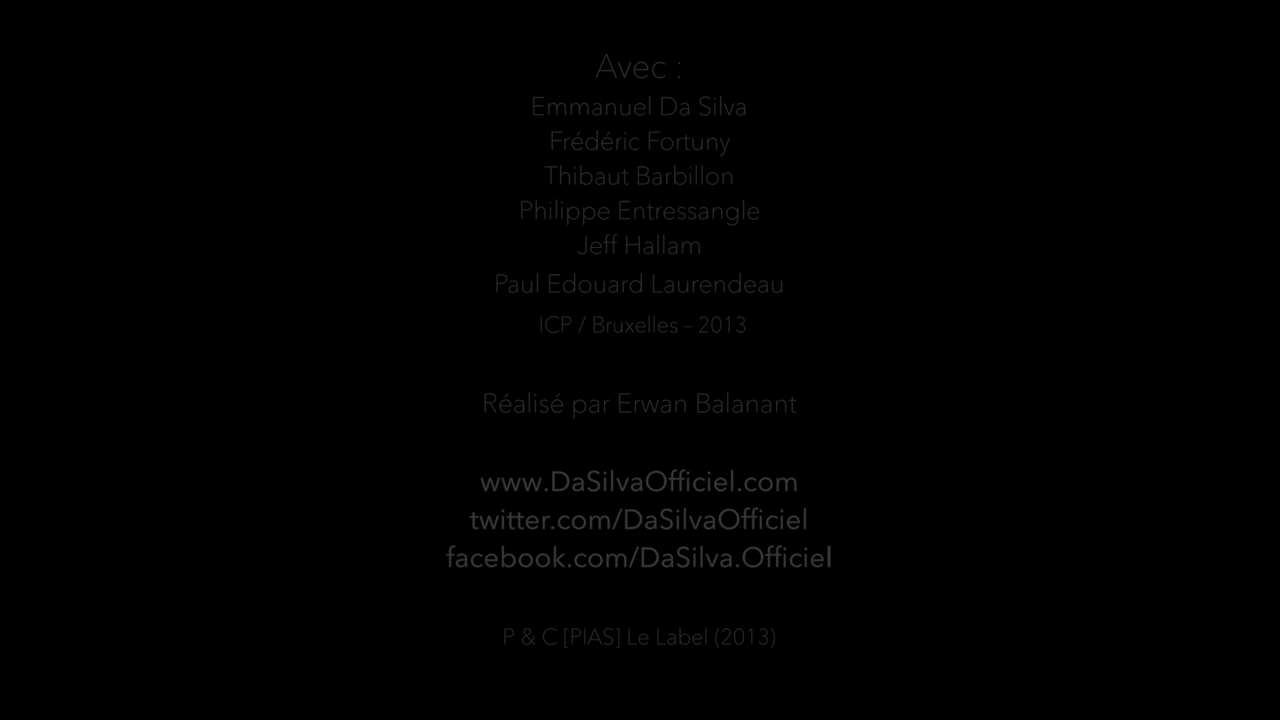 Avec :
Emmanuel Da Silva
Frédéric Fortuny
Thibaut Barbillon
Philippe Entressangle
Jeff Hallam
Paul Edouard Laurendeau
ICP / Bruxelles – 2013
Réalisé par Erwan Balanant
www.DaSilvaOfficiel.com
twitter.com/DaSilvaOfficiel
facebook.com/DaSilva.Officiel
P & C [PIAS] Le Label (2013)